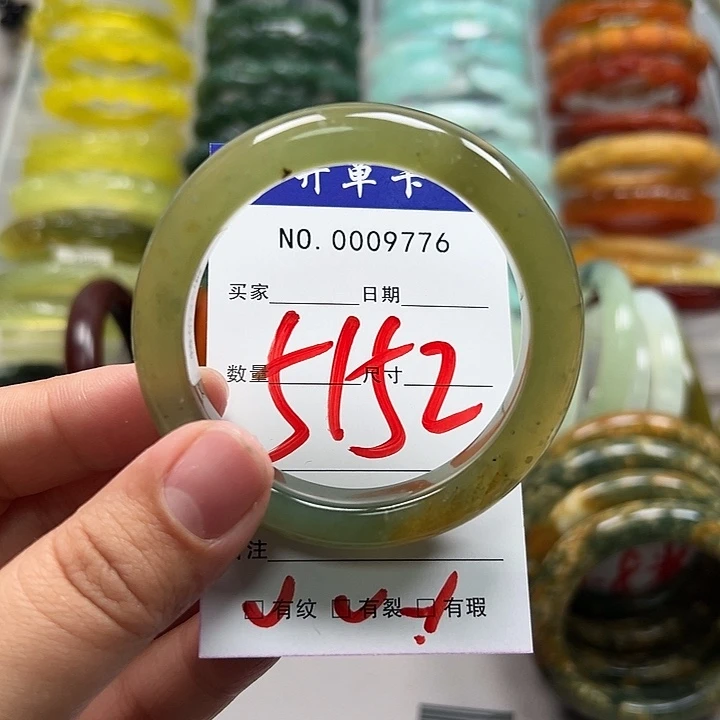 开单卡
NO.0009776
买家 日期
5152
数量 尺寸
注
有纹 有裂 有瑕